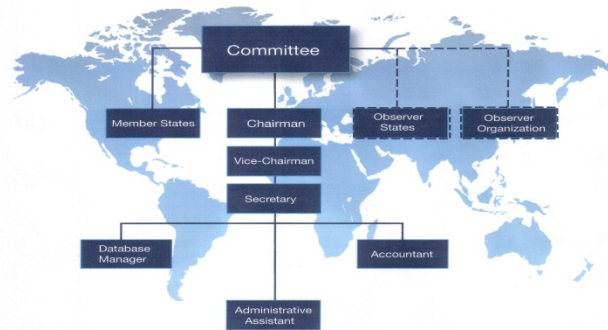 Committee
Member States
Chairman
Observer
States
Observer
Organization
Vice-Chairman
Secretary
Database
Manager
Accountant
Administrative
Assistant